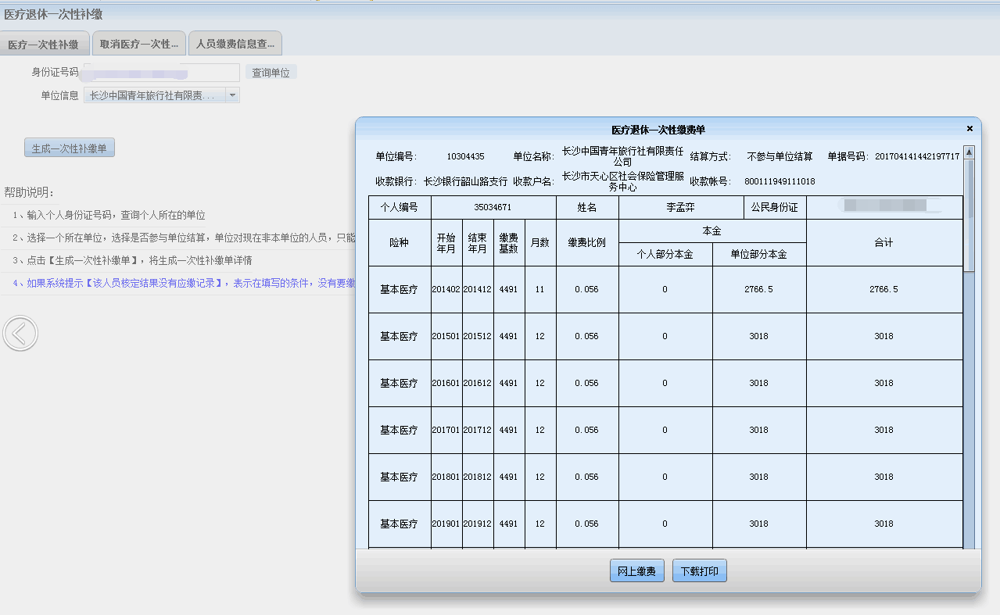 医疗退休一次性补缴
医疗一次性补缴 取消医疗一次性... 人员缴费信息查...
身份证号码 查询单位
单位信息 长沙中国青年旅行社有限责...
生成一次性补缴单
帮助说明:
1、输入个人身份证号码，查询个人所在的单位
2、选择一个所在单位，选择是否参与单位结算，单位对现在非本单位的人员，只能
3、点击【生成一次性补缴单】，将生成一次性补缴单详情
4、如果系统提示【该人员核定结果没有应缴记录】，表示在填写的条件，没有要缴
医疗退休一次性缴费单
单位编号: 10304435 单位名称: 长沙中国青年旅行社有限责任
公司 结算方式: 不参与单位结算 单据号码: 201704141442197717
收款银行: 长沙银行韶山路支行 收款户名: 长沙市天心区社会保险管理服
务中心 收款帐号: 800111949111018
个人编号 35034671 姓名 李孟弈 公民身份证
险种 开始
年月 结束
年月 缴费
基数 月数 缴费比例 本金 合计
个人部分本金 单位部分本金
基本医疗 201402 201412 4491 11 0.056 0 2766.5 2766.5
基本医疗 201501 201512 4491 12 0.056 0 3018 3018
基本医疗 201601 201612 4491 12 0.056 0 3018 3018
基本医疗 201701 201712 4491 12 0.056 0 3018 3018
基本医疗 201801 201812 4491 12 0.056 0 3018 3018
基本医疗 201901 201912 4491 12 0.056 0 3018 3018
网上缴费 下载打印